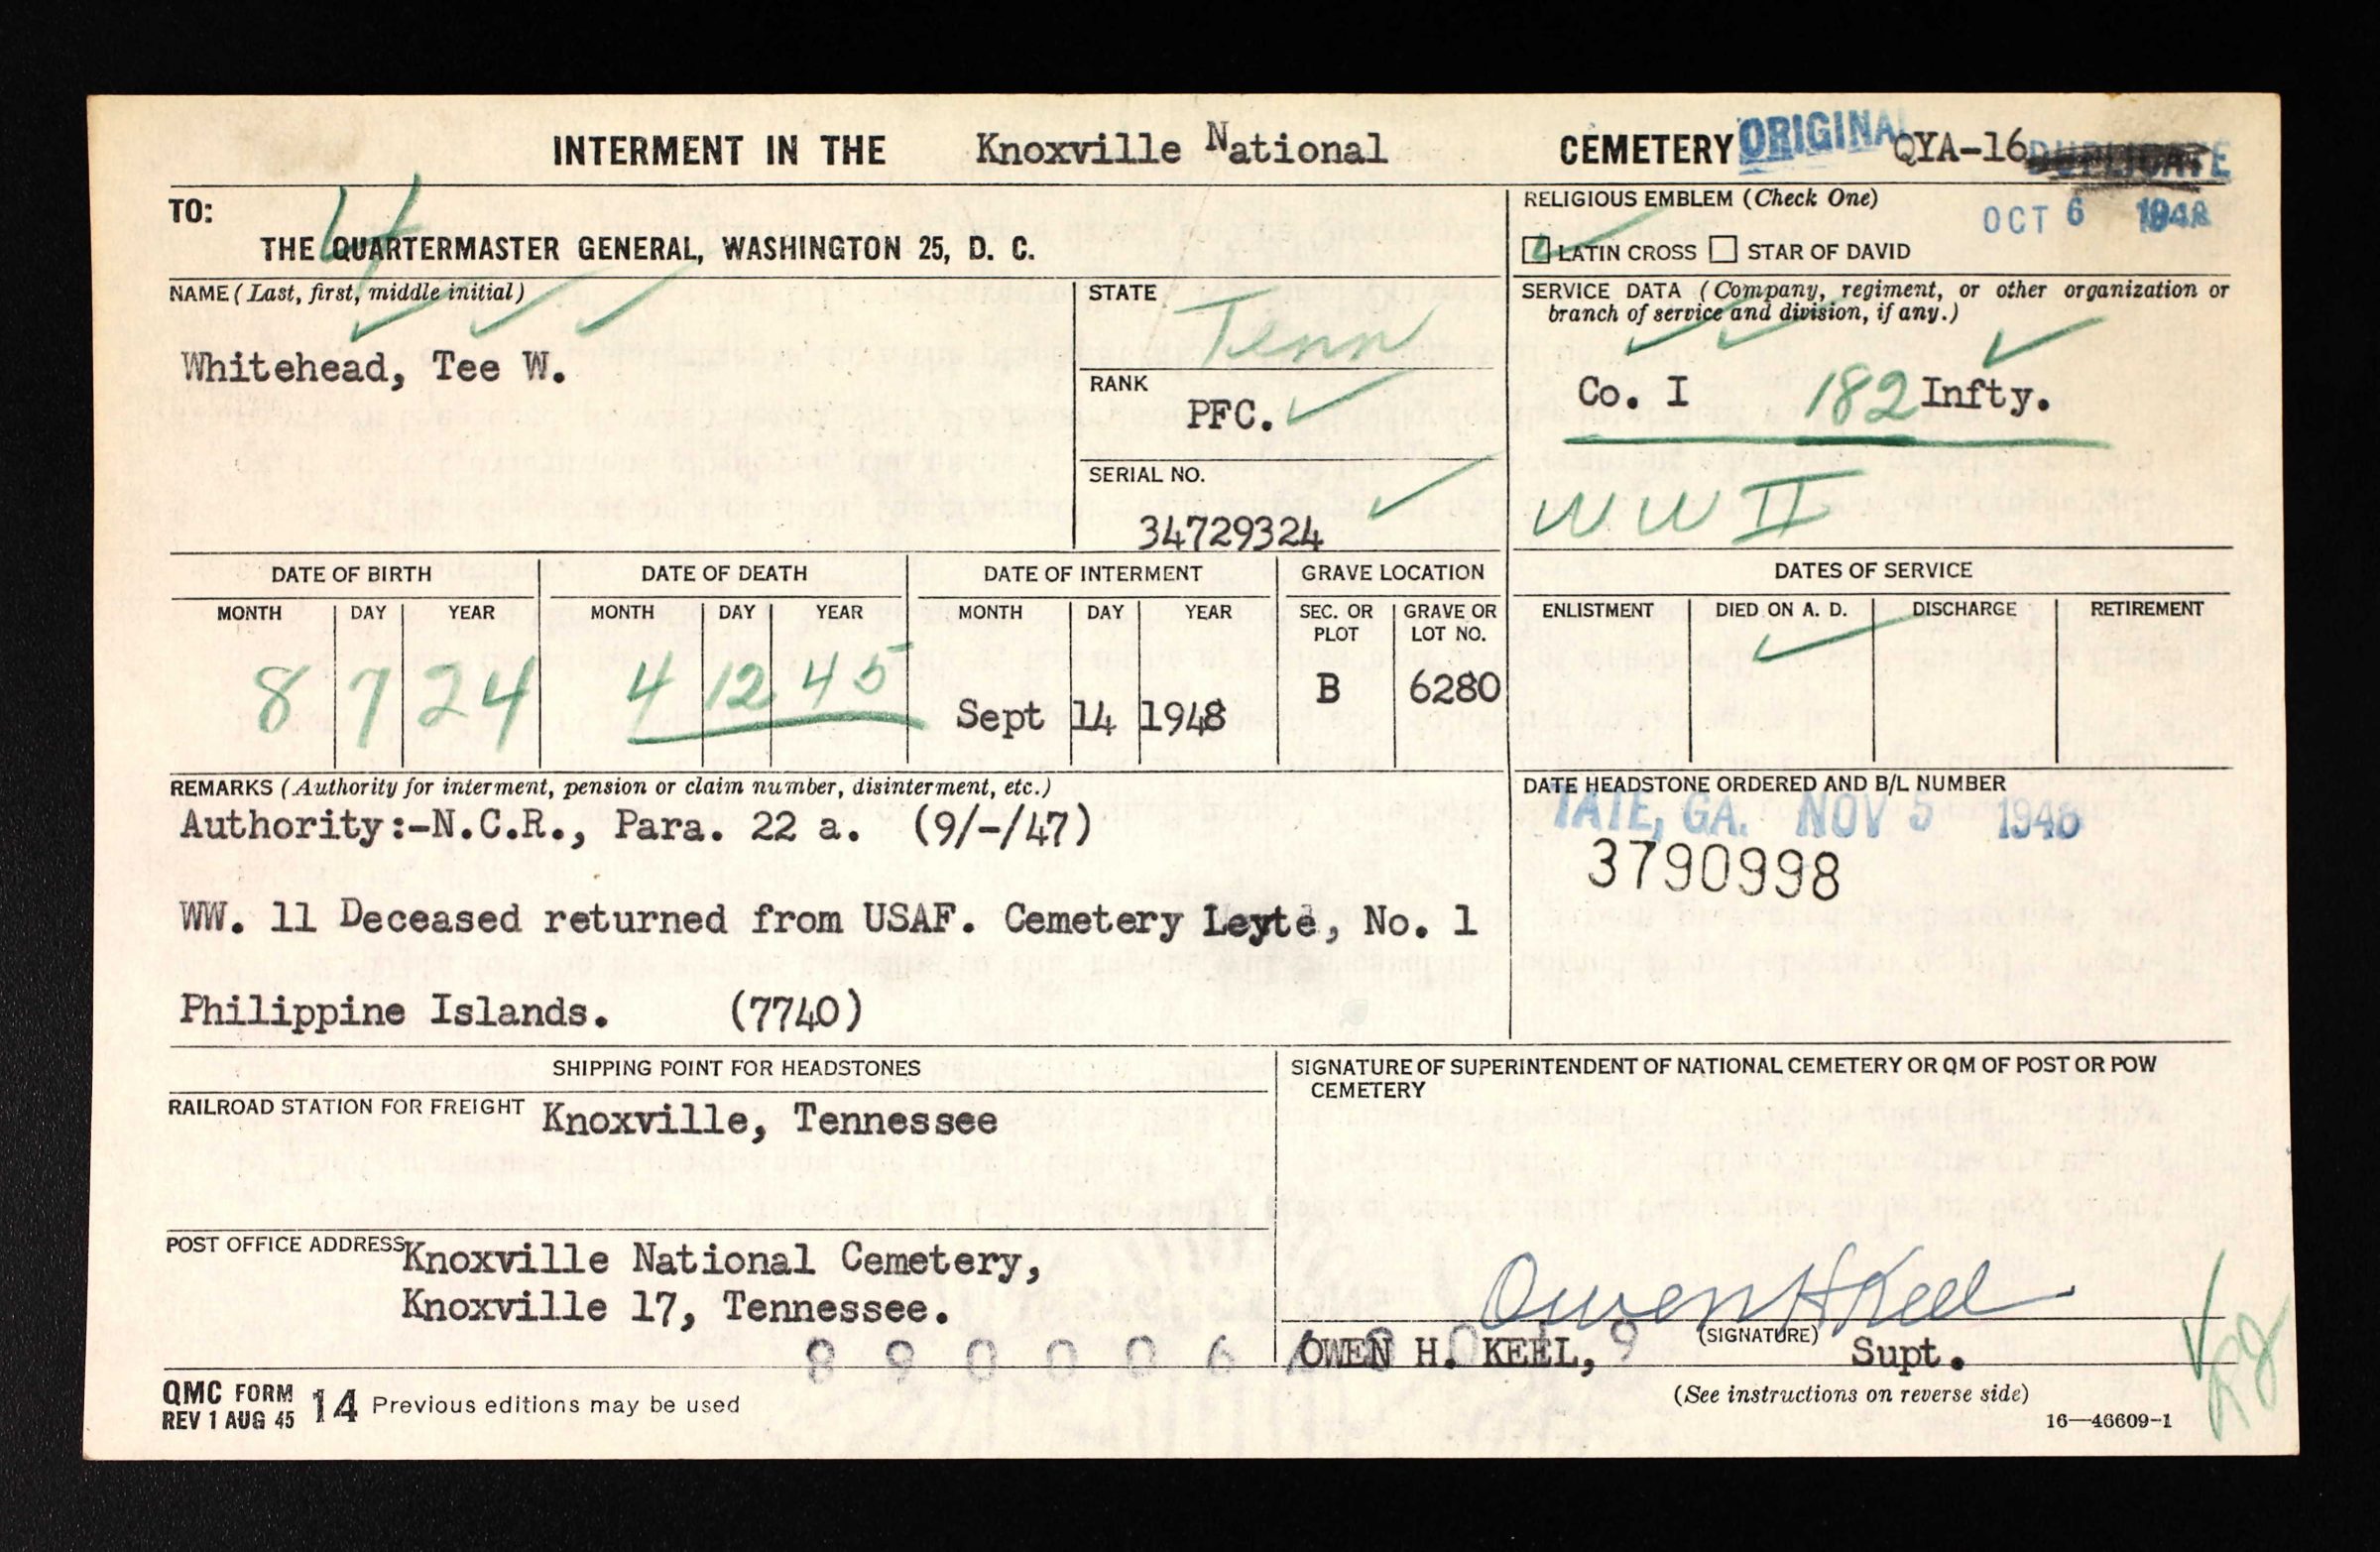 INTERMENT IN THE Knoxville National CEMETERY ORIGINAL QYA-16 DUPLICATE
TO:
THE QUARTERMASTER GENERAL, WASHINGTON 25, D. C.
RELIGIOUS EMBLEM (Check One)
OCT 6 1948
LATIN CROSS STAR OF DAVID
NAME (Last, first, middle initial)
Whitehead, Tee W.
STATE
Tenn
RANK
PFC.
SERIAL NO.
34729324
SERVICE DATA (Company, regiment, or other organization or
branch of service and division, if any.)
Co. I 182 Infty.
WW II
DATE OF BIRTH DATE OF DEATH DATE OF INTERMENT GRAVE LOCATION DATES OF SERVICE
MONTH DAY YEAR MONTH DAY YEAR MONTH DAY YEAR SEC. OR PLOT GRAVE OR LOT NO. ENLISTMENT DIED ON A. D. DISCHARGE RETIREMENT
8 7 24 4 12 45 Sept 14 1948 B 6280
REMARKS (Authority for interment, pension or claim number, disinterment, etc.)
Authority:-N.C.R., Para. 22 a. (9/-/47)
WW. 11 Deceased returned from USAF. Cemetery Leyte, No. 1
Philippine Islands. (7740)
DATE HEADSTONE ORDERED AND B/L NUMBER
TATE, GA. NOV 5 1948
3790998
SHIPPING POINT FOR HEADSTONES
RAILROAD STATION FOR FREIGHT Knoxville, Tennessee
POST OFFICE ADDRESS Knoxville National Cemetery,
Knoxville 17, Tennessee.
SIGNATURE OF SUPERINTENDENT OF NATIONAL CEMETERY OR QM OF POST OR POW
CEMETERY
Owen H Keel
(SIGNATURE)
OWEN H. KEEL, Supt.
(See instructions on reverse side)
QMC FORM 14 Previous editions may be used
REV 1 AUG 45
16—46609-1